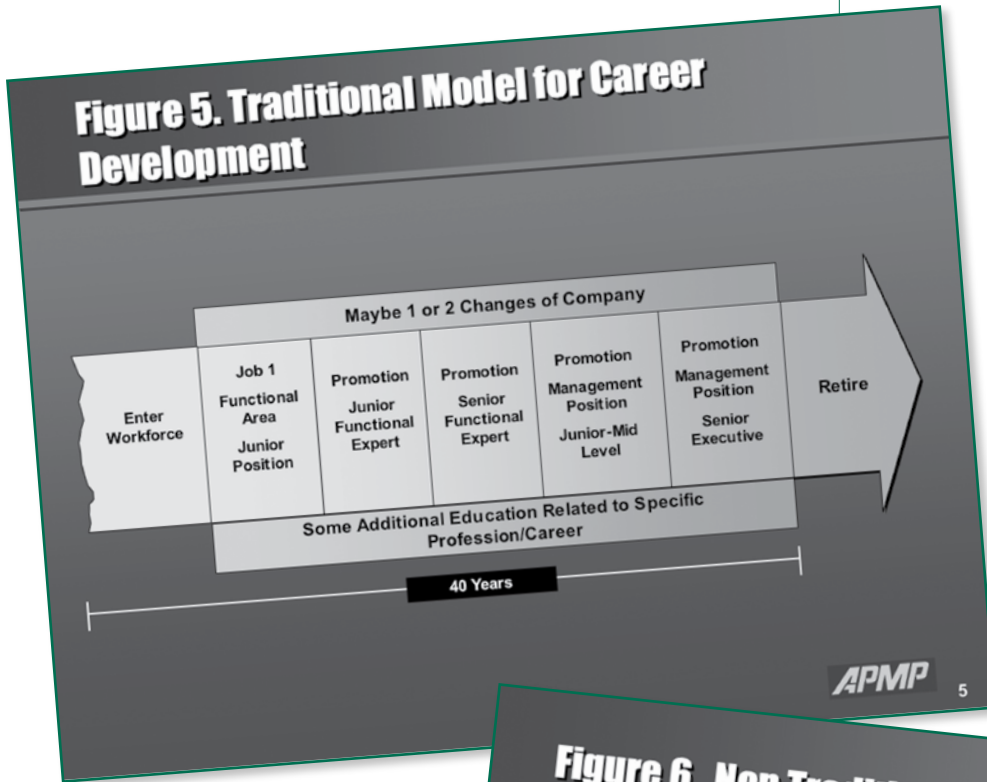 Figure 5. Traditional Model for Career
Development
Maybe 1 or 2 Changes of Company
Enter
Workforce
Job 1
Functional
Area
Junior
Position
Promotion
Junior
Functional
Expert
Promotion
Senior
Functional
Expert
Promotion
Management
Position
Junior-Mid
Level
Promotion
Management
Position
Senior
Executive
Retire
Some Additional Education Related to Specific
Profession/Career
40 Years
APMP
5
Figure 6. Non